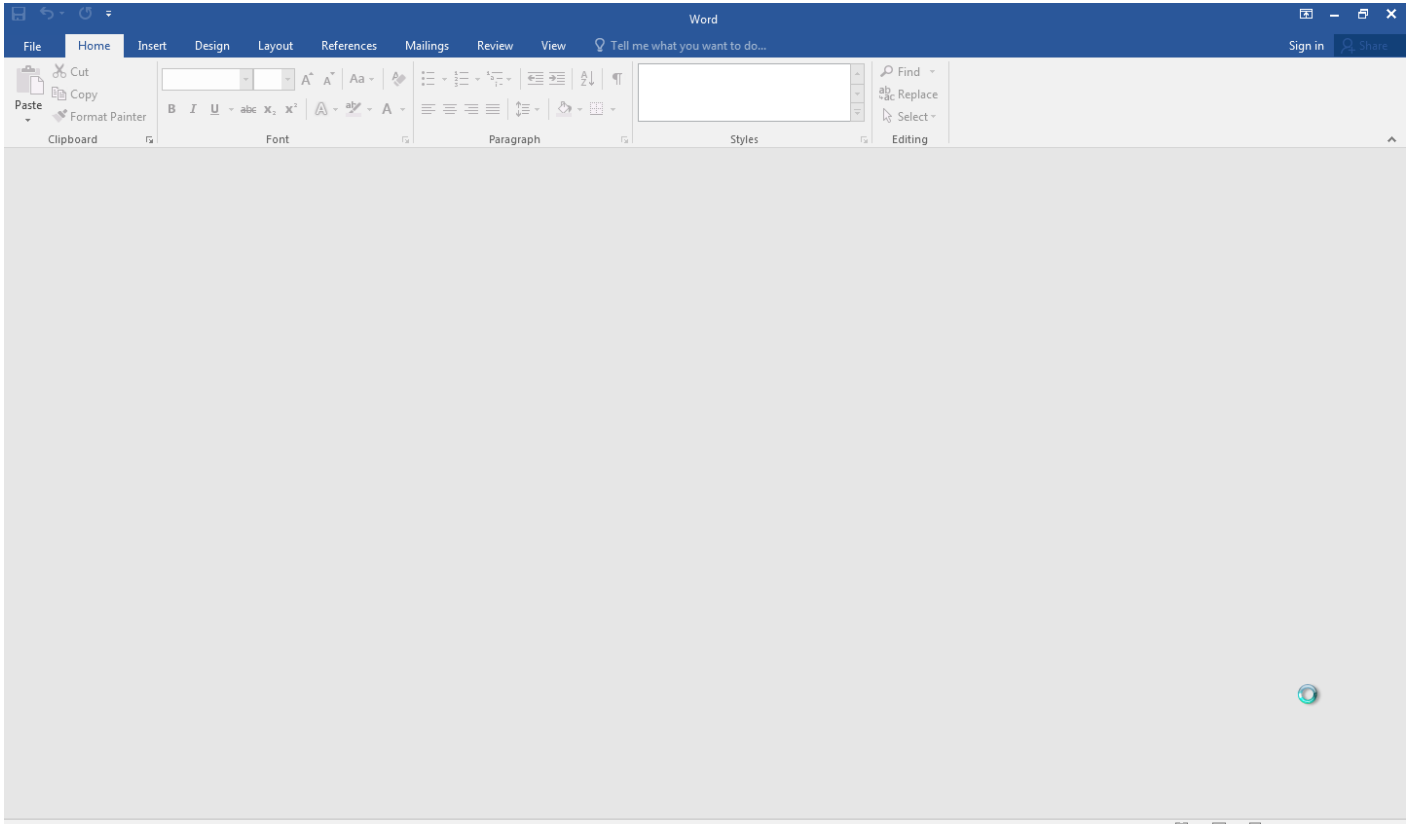 Word
File Home Insert Design Layout References Mailings Review View Tell me what you want to do... Sign in Share
Cut
Copy
Format Painter
Paste
Clipboard
A A Aa
B I U abc X₂ X² A aby A
Font
A Z ¶
Paragraph
Styles
Find
Replace
Select
Editing